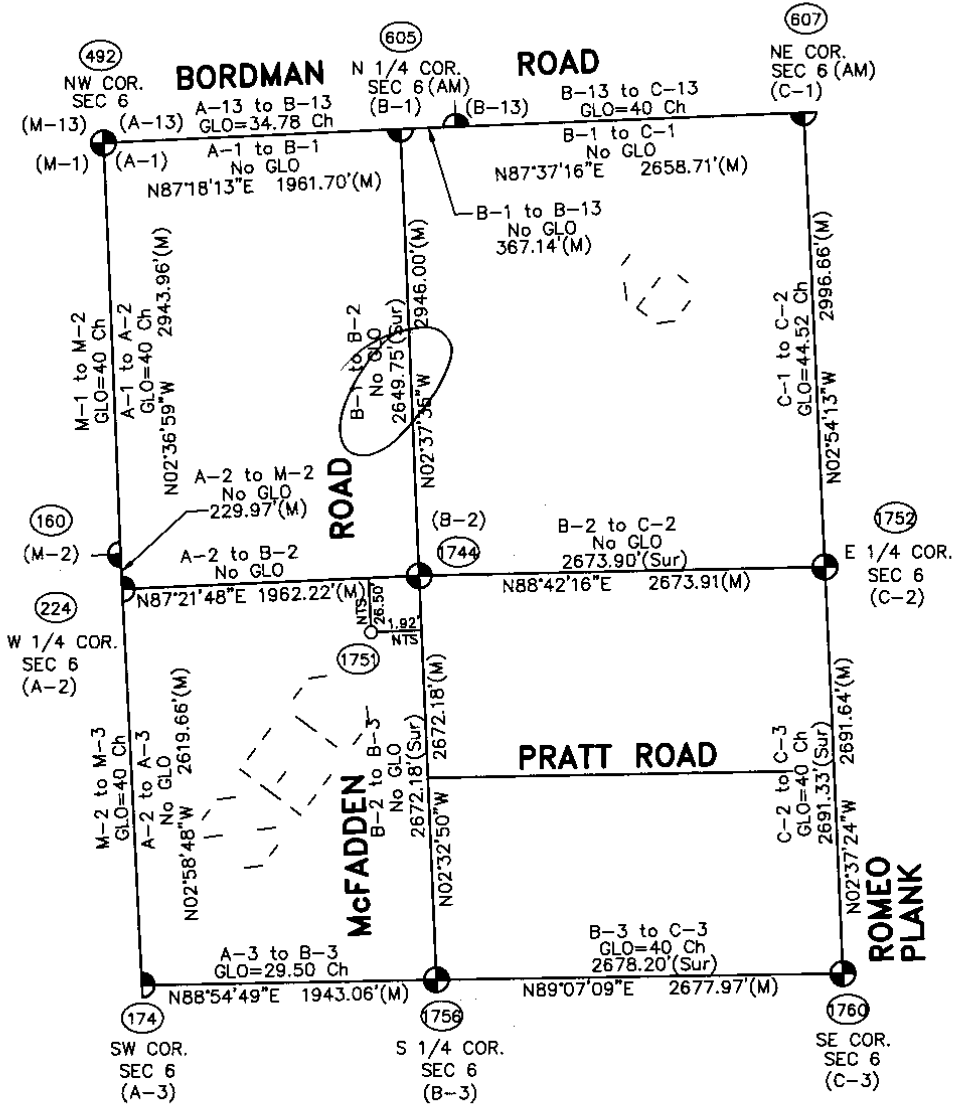 492
NW COR.
SEC 6
(M-13)
(A-13)
(M-1)
(A-1)
BORDMAN
ROAD
605
N 1/4 COR.
SEC 6 (AM)
(B-1)
(B-13)
607
NE COR.
SEC 6 (AM)
(C-1)
A-13 to B-13
GLO=34.78 Ch
A-1 to B-1
No GLO
N87°18'13"E 1961.70'(M)
B-13 to C-13
GLO=40 Ch
B-1 to C-1
No GLO
N87°37'16"E 2658.71'(M)
B-1 to B-13
No GLO
367.14'(M)
M-1 to M-2
GLO=40 Ch
A-1 to A-2
GLO=40 Ch
N02°36'59"W 2943.96'(M)
B-1 to B-2
No GLO
2649.75'(Sur)
N02°37'36"W 2946.00'(M)
C-1 to C-2
GLO=44.52 Ch
N02°54'13"W 2996.66'(M)
A-2 to M-2
No GLO
229.97'(M)
ROAD
160
(M-2)
A-2 to B-2
No GLO
N87°21'48"E 1962.22'(M)
(B-2)
1744
B-2 to C-2
No GLO
2673.90'(Sur)
N88°42'16"E 2673.91(M)
1752
E 1/4 COR.
SEC 6
(C-2)
224
W 1/4 COR.
SEC 6
(A-2)
NTS
26.50'
1.92'
NTS
1751
M-2 to M-3
GLO=40 Ch
A-2 to A-3
No GLO
N02°58'48"W 2619.66'(M)
McFADDEN
B-2 to B-3
No GLO
2672.18'(Sur)
N02°32'50"W 2672.18'(M)
PRATT ROAD
C-2 to C-3
GLO=40 Ch
2691.33'(Sur)
N02°37'24"W 2691.64'(M)
ROMEO
PLANK
A-3 to B-3
GLO=29.50 Ch
N88°54'49"E 1943.06'(M)
B-3 to C-3
GLO=40 Ch
2678.20'(Sur)
N89°07'09"E 2677.97'(M)
174
SW COR.
SEC 6
(A-3)
1756
S 1/4 COR.
SEC 6
(B-3)
1760
SE COR.
SEC 6
(C-3)